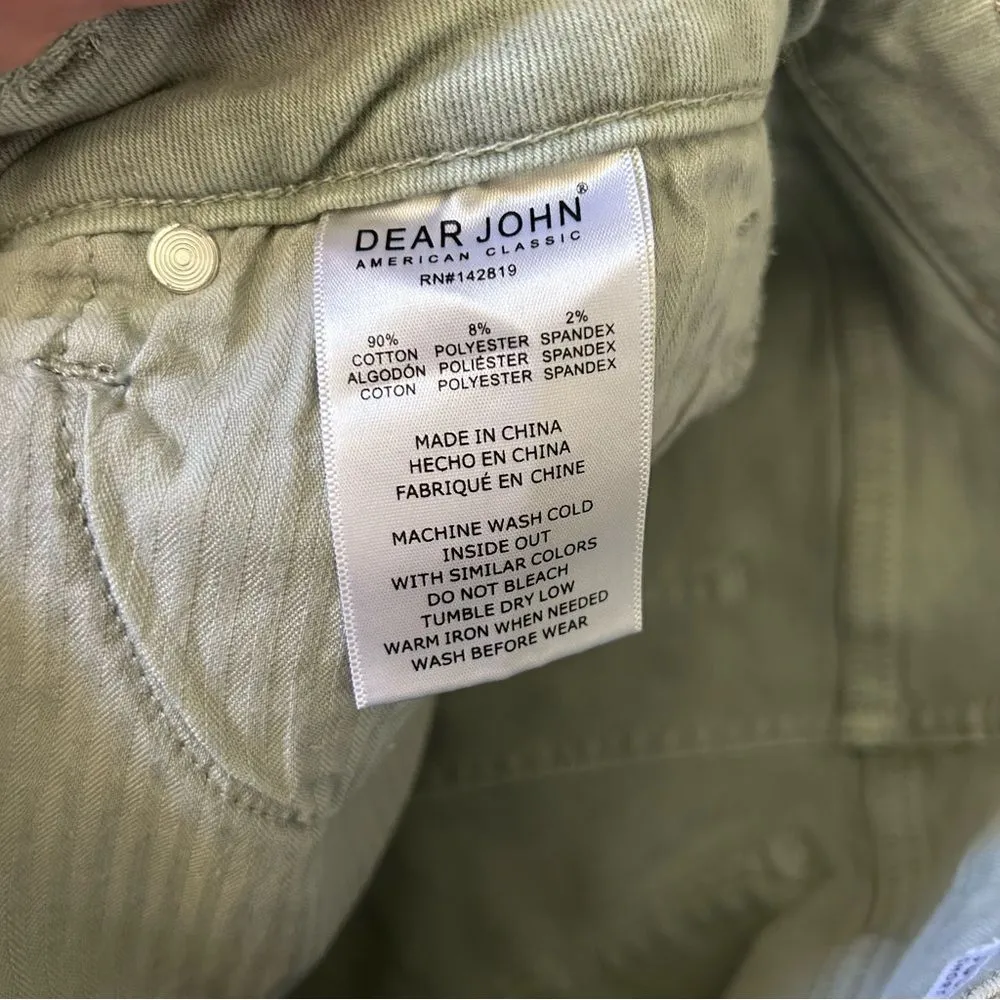 DEAR JOHN®
AMERICAN CLASSIC
RN#142819
90% 8% 2%
COTTON POLYESTER SPANDEX
ALGODÓN POLIÉSTER SPANDEX
COTON POLYESTER SPANDEX
MADE IN CHINA
HECHO EN CHINA
FABRIQUÉ EN CHINE
MACHINE WASH COLD
INSIDE OUT
WITH SIMILAR COLORS
DO NOT BLEACH
TUMBLE DRY LOW
WARM IRON WHEN NEEDED
WASH BEFORE WEAR